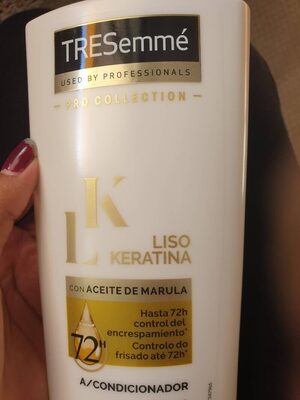 TRESemmé
USED BY PROFESSIONALS
PRO COLLECTION
LK
LISO
KERATINA
CON ACEITE DE MARULA
72H
Hasta 72h
control del
encrespamiento*
Controlo do
frisado até 72h*
A/CONDICIONADOR